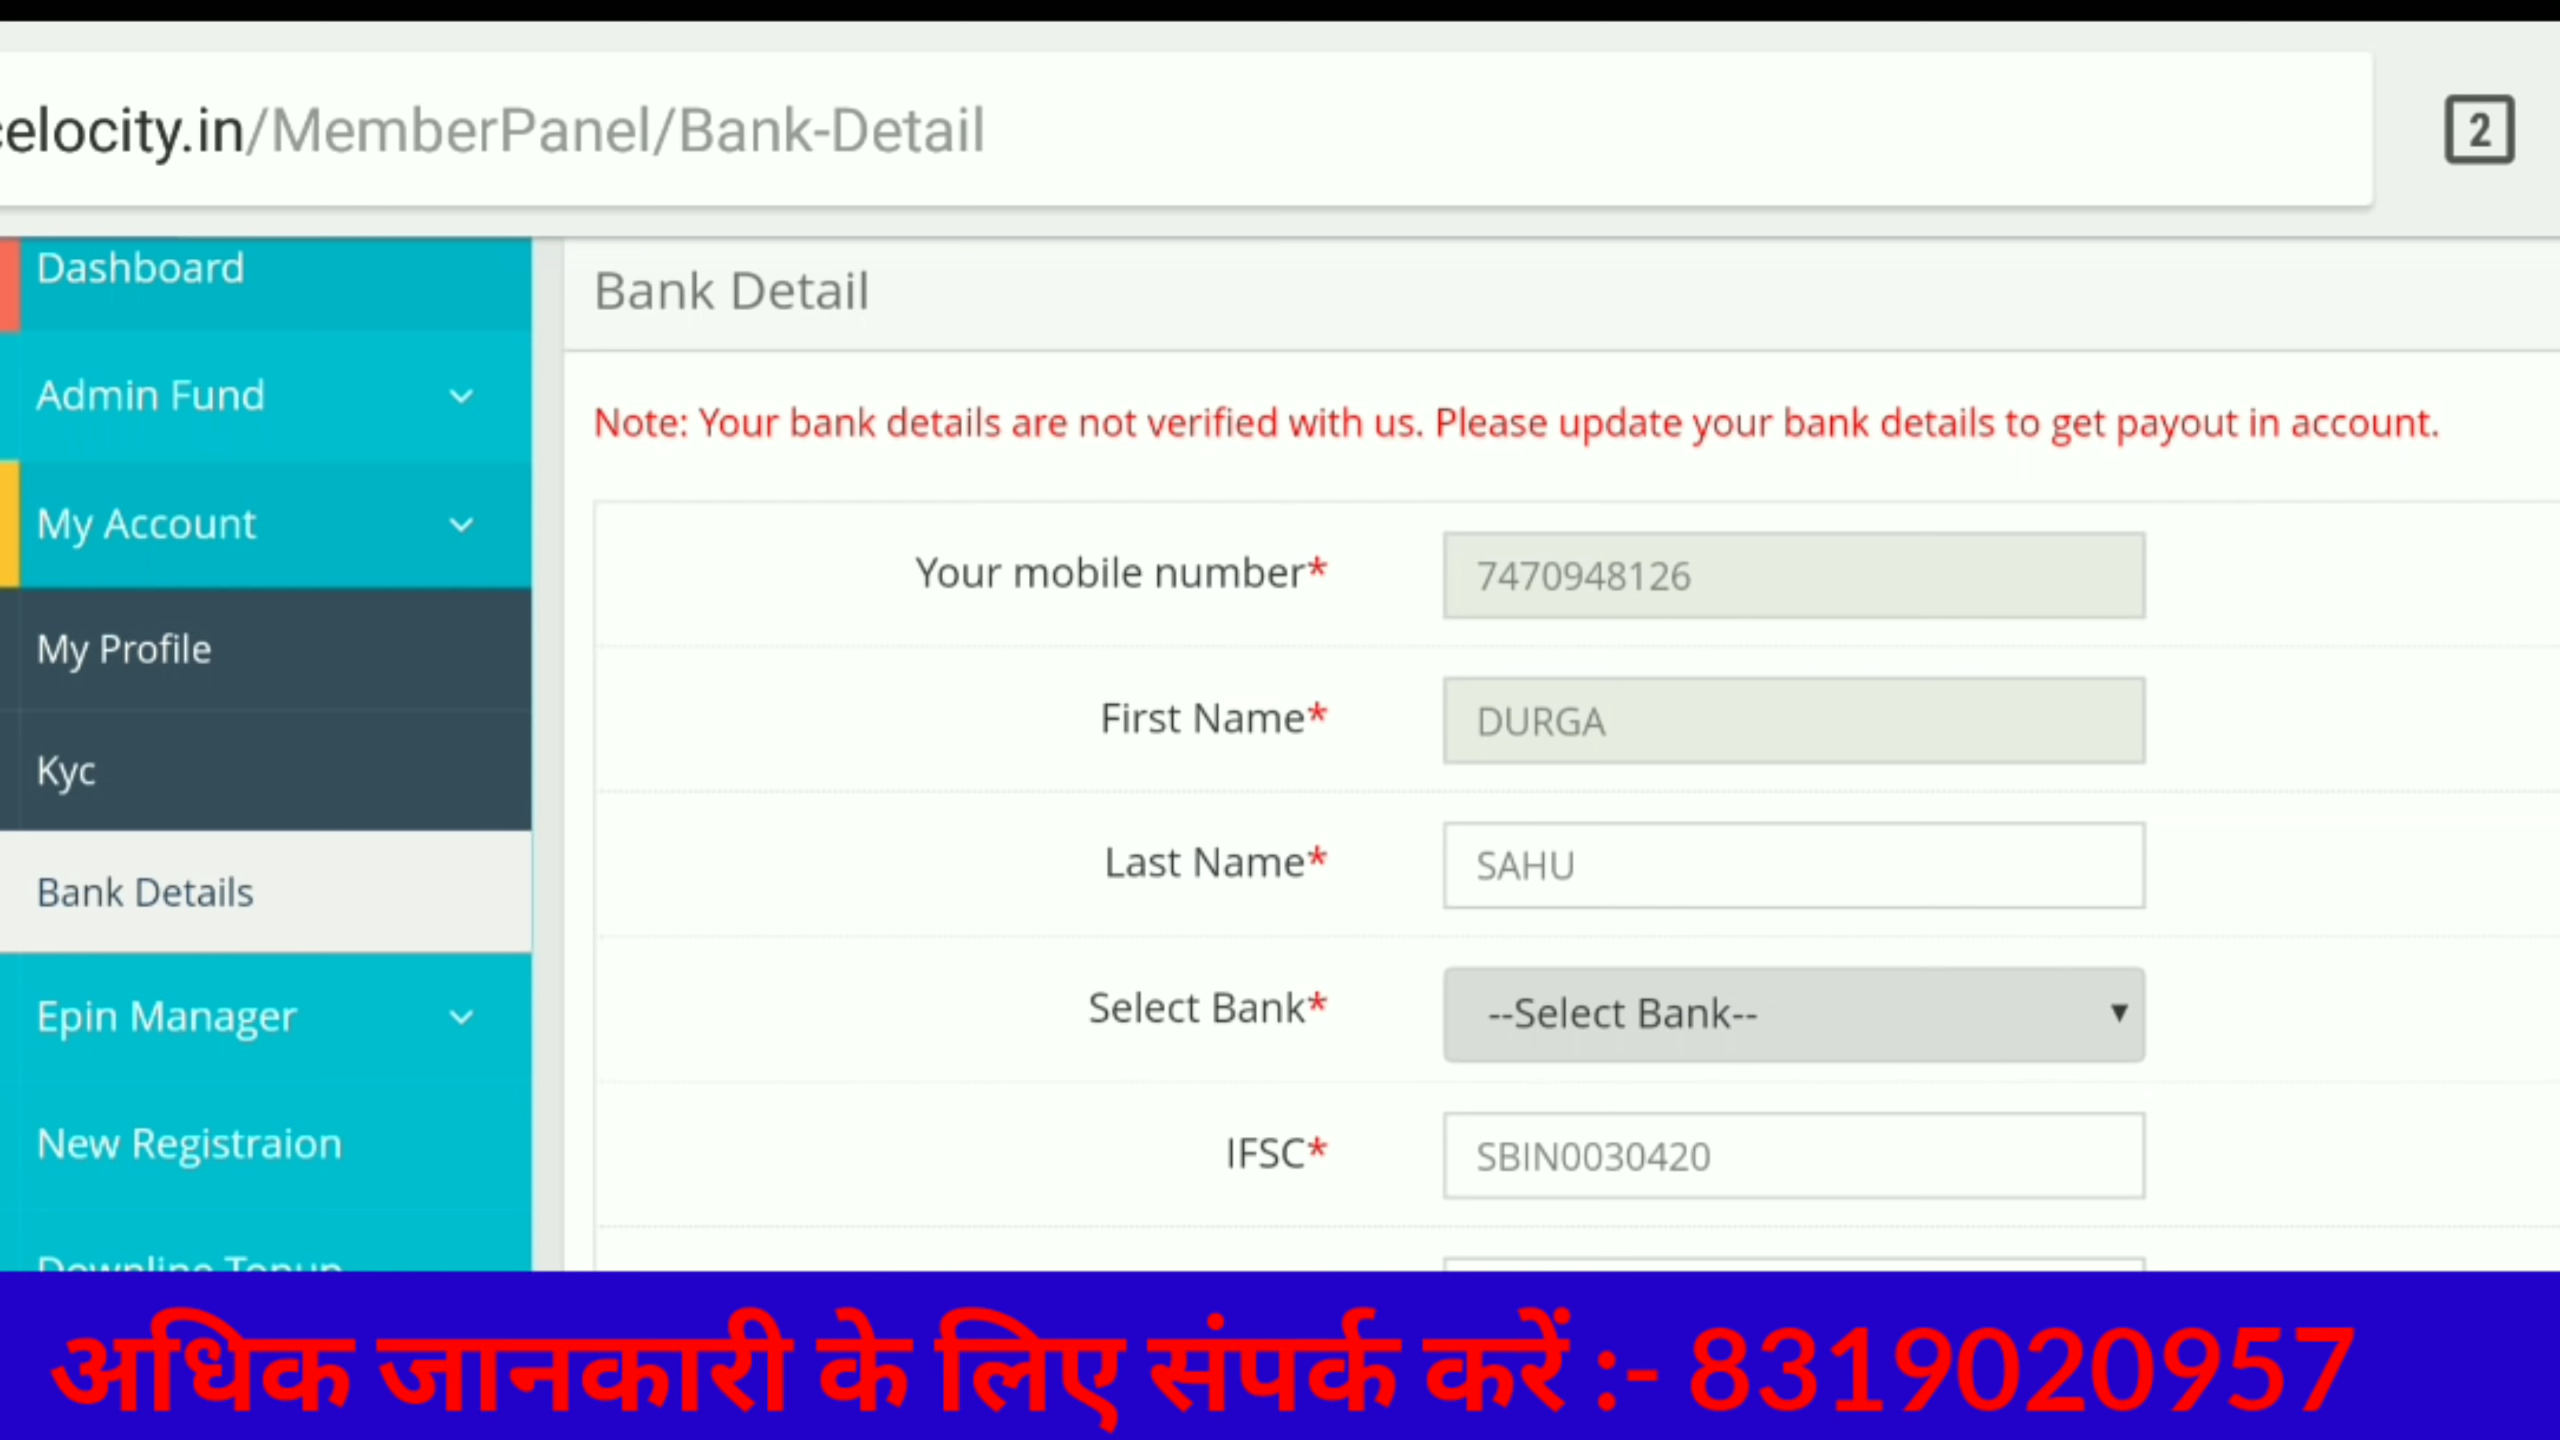 elocity.in/MemberPanel/Bank-Detail
2
Dashboard
Admin Fund
My Account
My Profile
Kyc
Bank Details
Epin Manager
New Registraion
Downline Topup
Bank Detail
Note: Your bank details are not verified with us. Please update your bank details to get payout in account.
Your mobile number* 7470948126
First Name* DURGA
Last Name* SAHU
Select Bank* --Select Bank--
IFSC* SBIN0030420
अधिक जानकारी के लिए संपर्क करें :- 8319020957